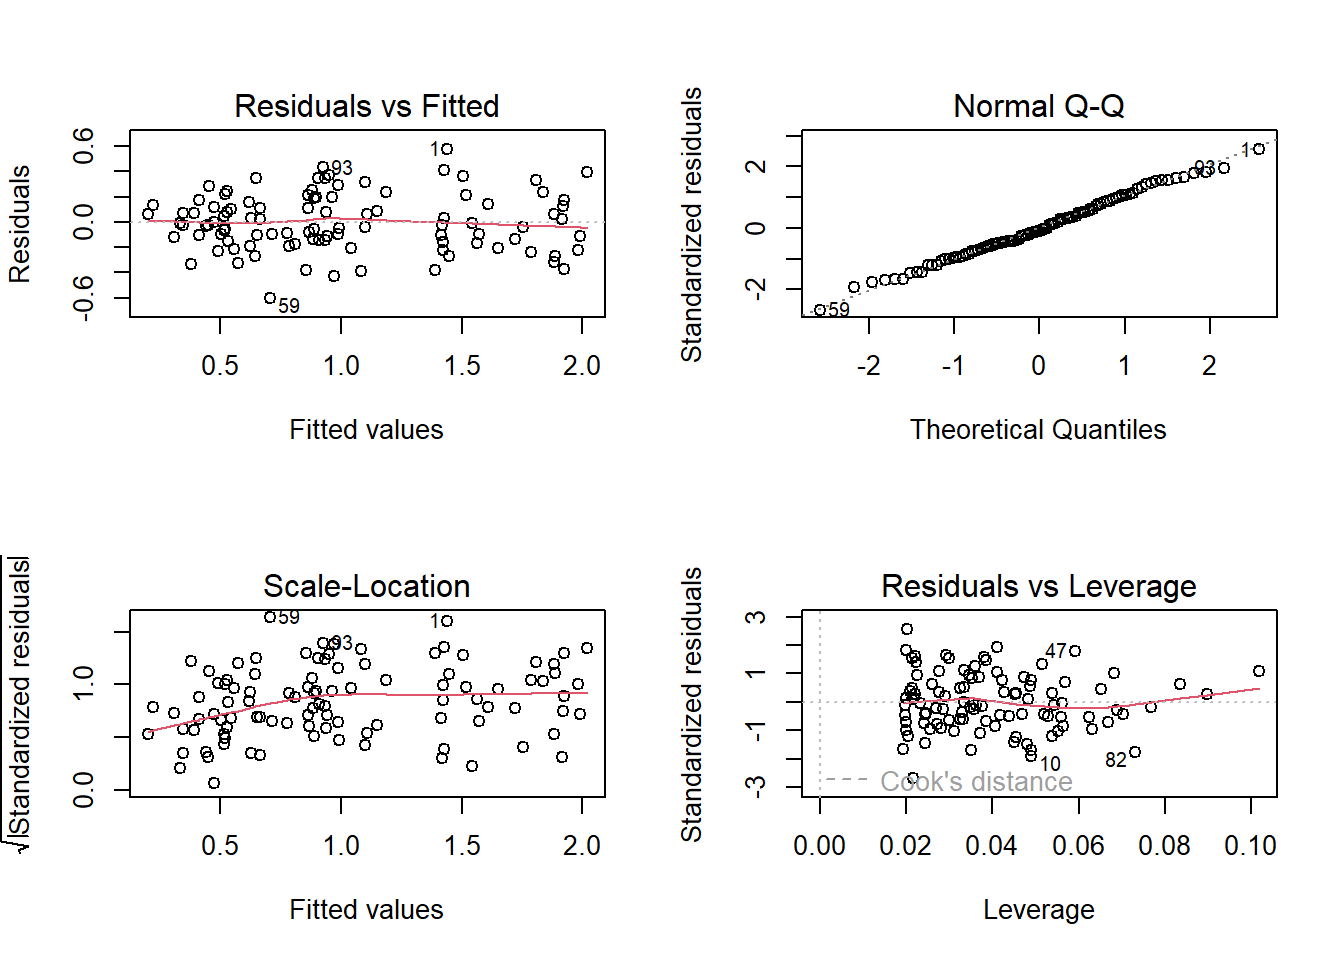 Residuals vs Fitted
Residuals
0.6
0.0
-0.6
1
93
59
0.5 1.0 1.5 2.0
Fitted values
Normal Q-Q
Standardized residuals
2
0
-2
1
93
59
-2 -1 0 1 2
Theoretical Quantiles
Scale-Location
√|Standardized residuals|
1.0
0.0
59
1
93
0.5 1.0 1.5 2.0
Fitted values
Residuals vs Leverage
Standardized residuals
3
1
-1
-3
47
10
82
Cook's distance
0.00 0.02 0.04 0.06 0.08 0.10
Leverage